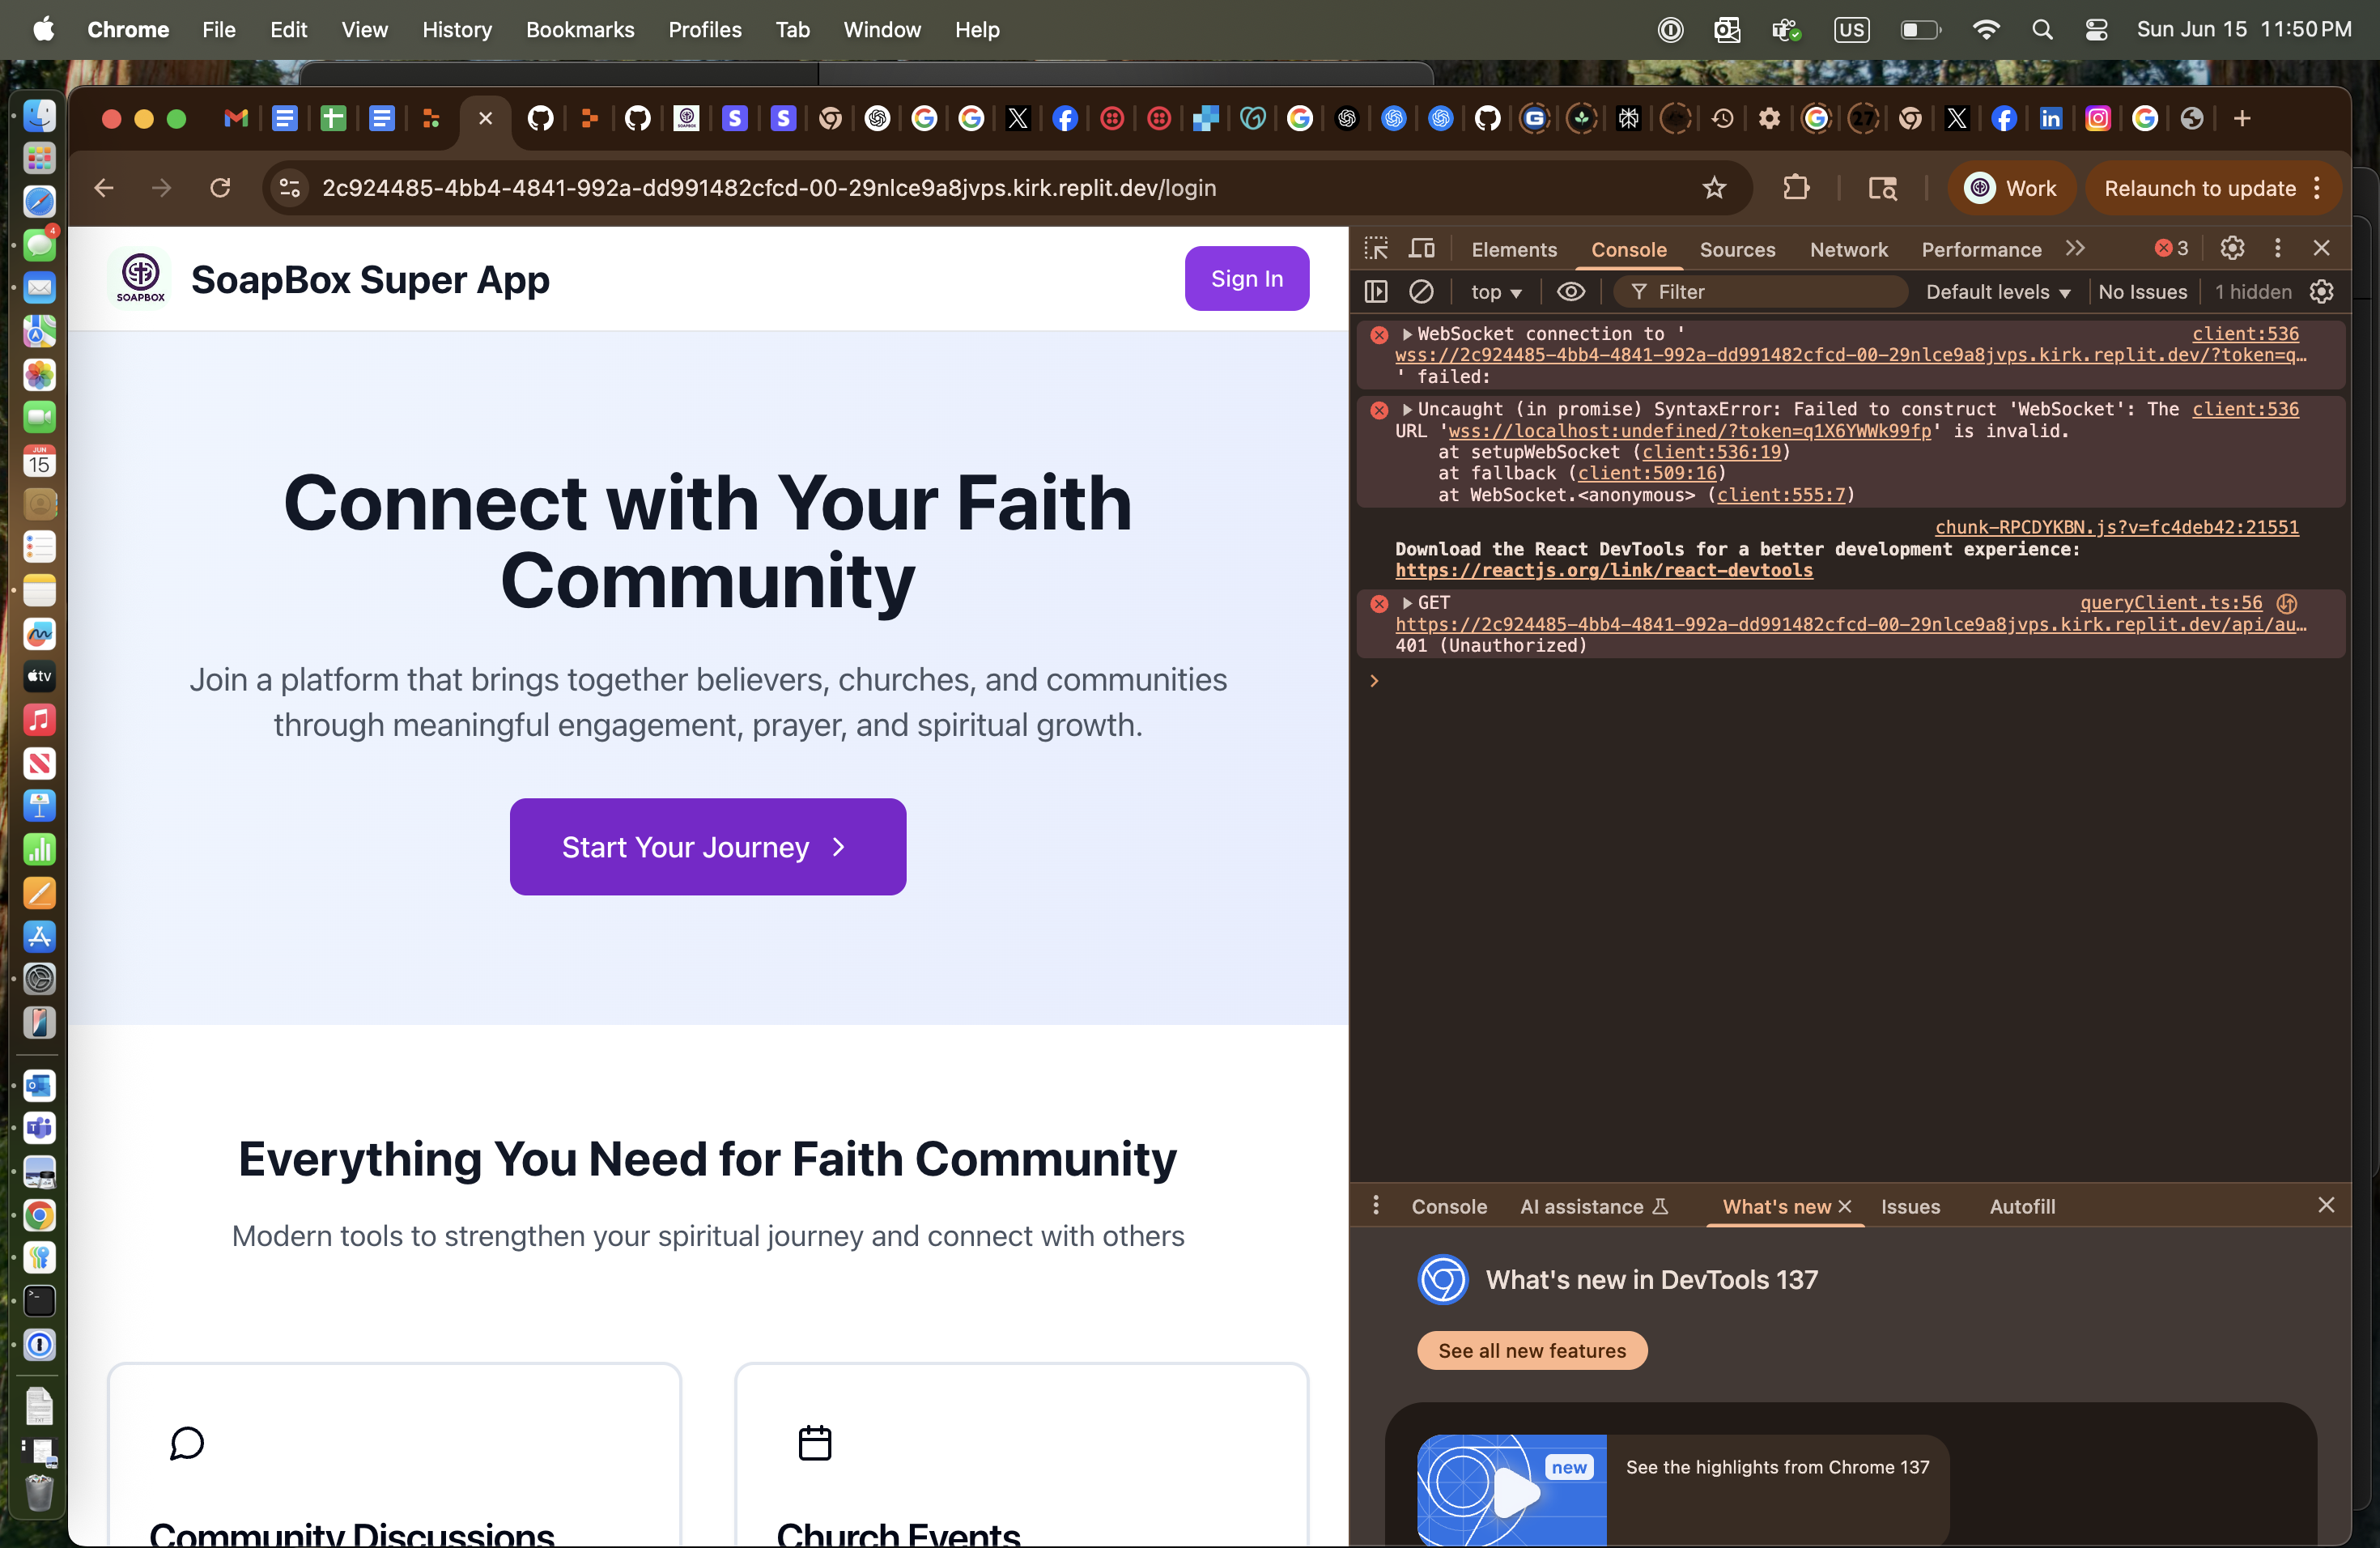 Chrome File Edit View History Bookmarks Profiles Tab Window Help US Sun Jun 15 11:50 PM
27
2c924485-4bb4-4841-992a-dd991482cfcd-00-29nlce9a8jvps.kirk.replit.dev/login Work Relaunch to update
4
JUN
15
tv
SOAPBOX
SoapBox Super App
Sign In
Connect with Your Faith
Community
Join a platform that brings together believers, churches, and communities
through meaningful engagement, prayer, and spiritual growth.
Start Your Journey
Everything You Need for Faith Community
Modern tools to strengthen your spiritual journey and connect with others
Community Discussions
Church Events
Elements Console Sources Network Performance 3
top Filter Default levels No Issues 1 hidden
WebSocket connection to ' client:536
wss://2c924485-4bb4-4841-992a-dd991482cfcd-00-29nlce9a8jvps.kirk.replit.dev/?token=q…
' failed:
Uncaught (in promise) SyntaxError: Failed to construct 'WebSocket': The client:536
URL 'wss://localhost:undefined/?token=q1X6YWWk99fp' is invalid.
at setupWebSocket (client:536:19)
at fallback (client:509:16)
at WebSocket.<anonymous> (client:555:7)
chunk-RPCDYKBN.js?v=fc4deb42:21551
Download the React DevTools for a better development experience:
https://reactjs.org/link/react-devtools
GET queryClient.ts:56
https://2c924485-4bb4-4841-992a-dd991482cfcd-00-29nlce9a8jvps.kirk.replit.dev/api/au…
401 (Unauthorized)
Console AI assistance What's new Issues Autofill
What's new in DevTools 137
See all new features
new
See the highlights from Chrome 137